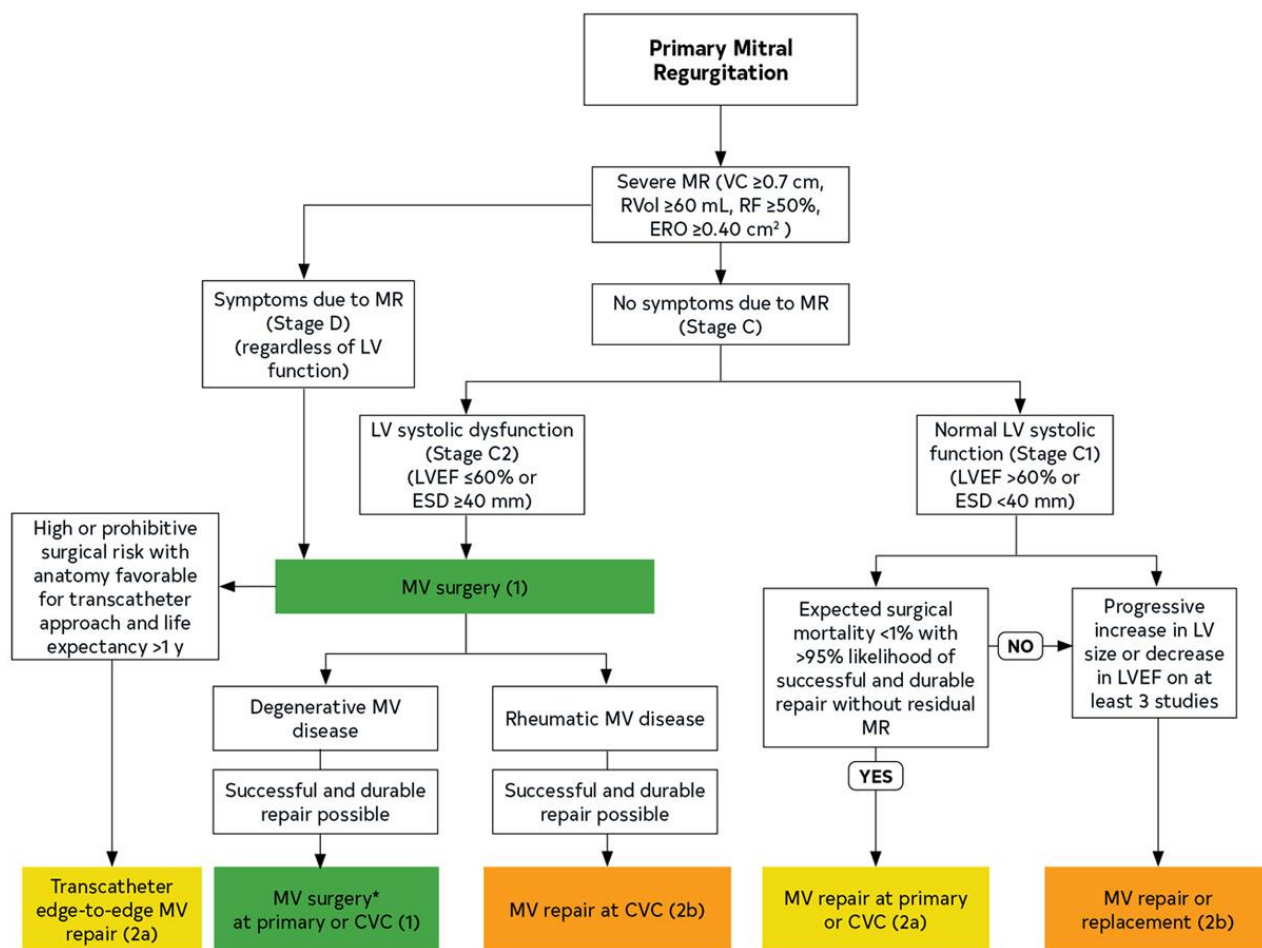 Primary Mitral
Regurgitation
Severe MR (VC ≥0.7 cm,
RVol ≥60 mL, RF ≥50%,
ERO ≥0.40 cm² )
Symptoms due to MR
(Stage D)
(regardless of LV
function)
No symptoms due to MR
(Stage C)
LV systolic dysfunction
(Stage C2)
(LVEF ≤60% or
ESD ≥40 mm)
Normal LV systolic
function (Stage C1)
(LVEF >60% or
ESD <40 mm)
High or prohibitive
surgical risk with
anatomy favorable
for transcatheter
approach and life
expectancy >1 y
MV surgery (1)
Expected surgical
mortality <1% with
>95% likelihood of
successful and durable
repair without residual
MR
NO
Progressive
increase in LV
size or decrease
in LVEF on at
least 3 studies
Degenerative MV
disease
Rheumatic MV disease
YES
Successful and durable
repair possible
Successful and durable
repair possible
Transcatheter
edge-to-edge MV
repair (2a)
MV surgery*
at primary or CVC (1)
MV repair at CVC (2b)
MV repair at primary
or CVC (2a)
MV repair or
replacement (2b)